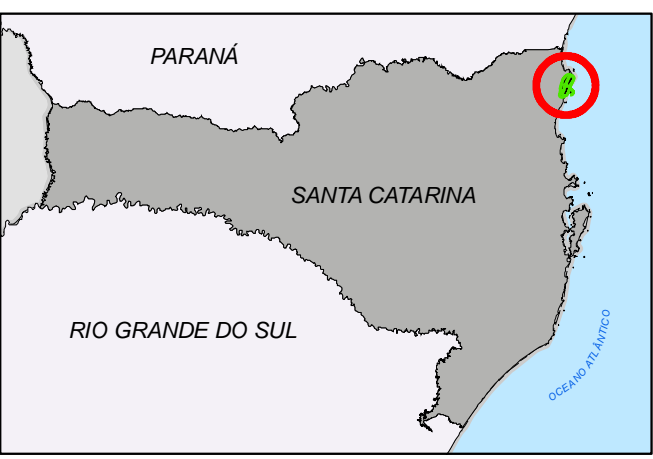 PARANÁ
SANTA CATARINA
RIO GRANDE DO SUL
OCEANO ATLÂNTICO